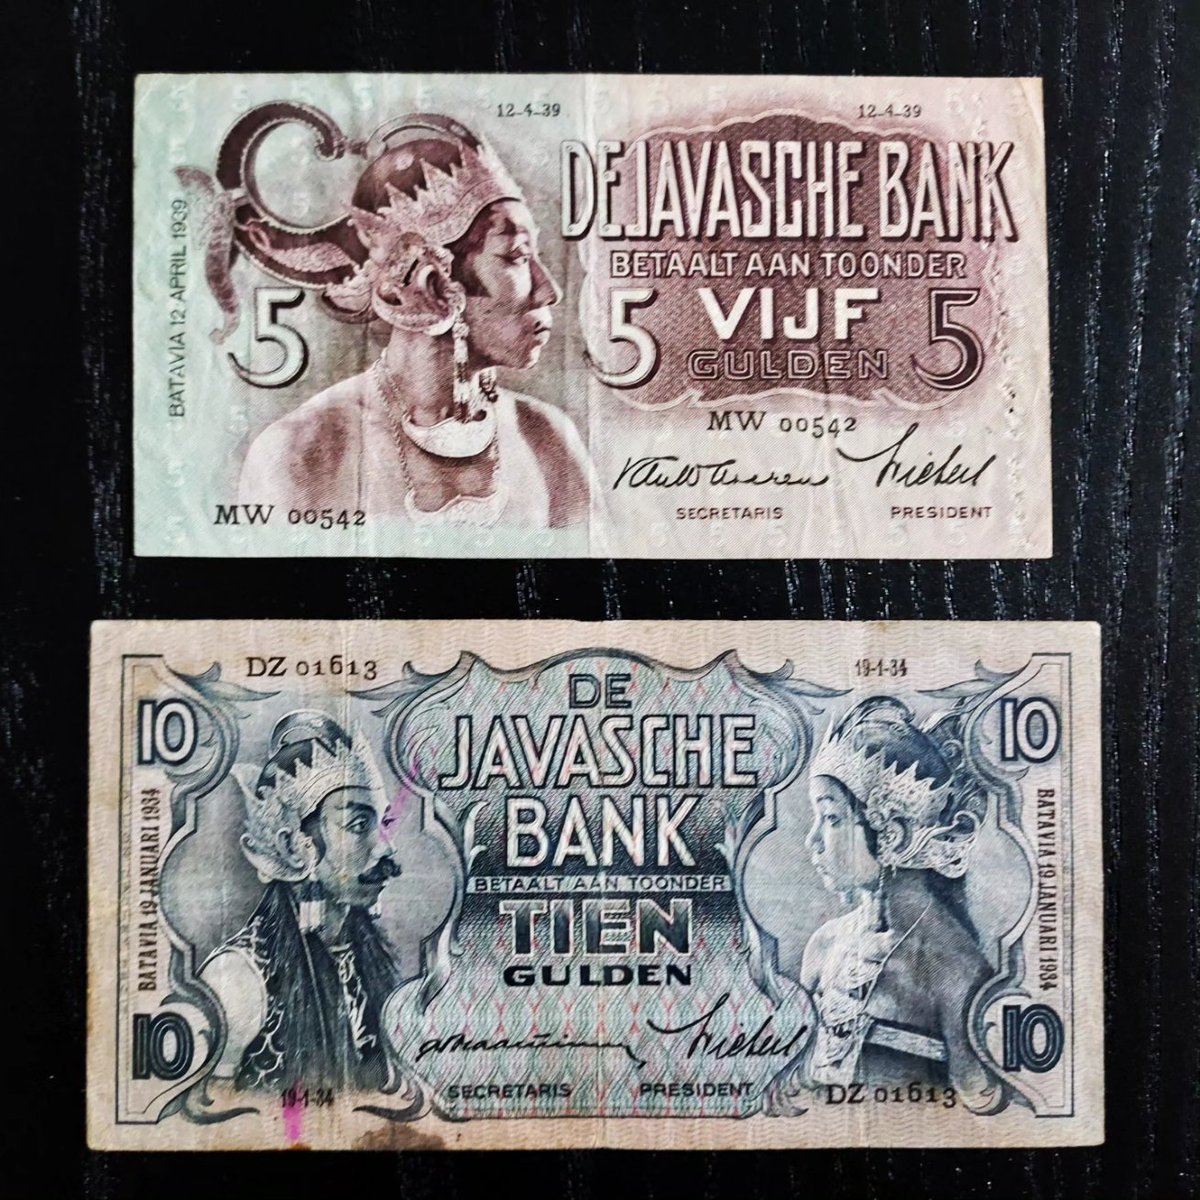 12-4-39
12-4-39
DE JAVASCHE BANK
BETAALT AAN TOONDER
5
5 VIJF 5
GULDEN
BATAVIA 12 APRIL 1939
MW 00542
MW 00542
SECRETARIS
PRESIDENT
DZ 01613
19-1-34
10
10
DE
JAVASCHE
BANK
BETAALT AAN TOONDER
TIEN
GULDEN
BATAVIA 19 JANUARI 1934
BATAVIA 19 JANUARI 1934
10
10
SECRETARIS
PRESIDENT
19-1-34
DZ 01613